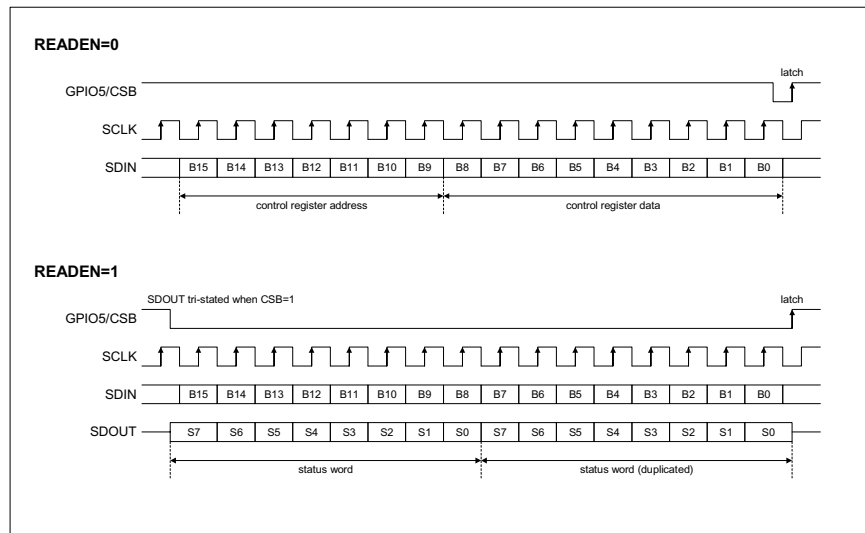 READEN=0
latch
GPIO5/CSB
SCLK
SDIN B15 B14 B13 B12 B11 B10 B9 B8 B7 B6 B5 B4 B3 B2 B1 B0
control register address control register data
READEN=1
SDOUT tri-stated when CSB=1 latch
GPIO5/CSB
SCLK
SDIN B15 B14 B13 B12 B11 B10 B9 B8 B7 B6 B5 B4 B3 B2 B1 B0
SDOUT S7 S6 S5 S4 S3 S2 S1 S0 S7 S6 S5 S4 S3 S2 S1 S0
status word status word (duplicated)